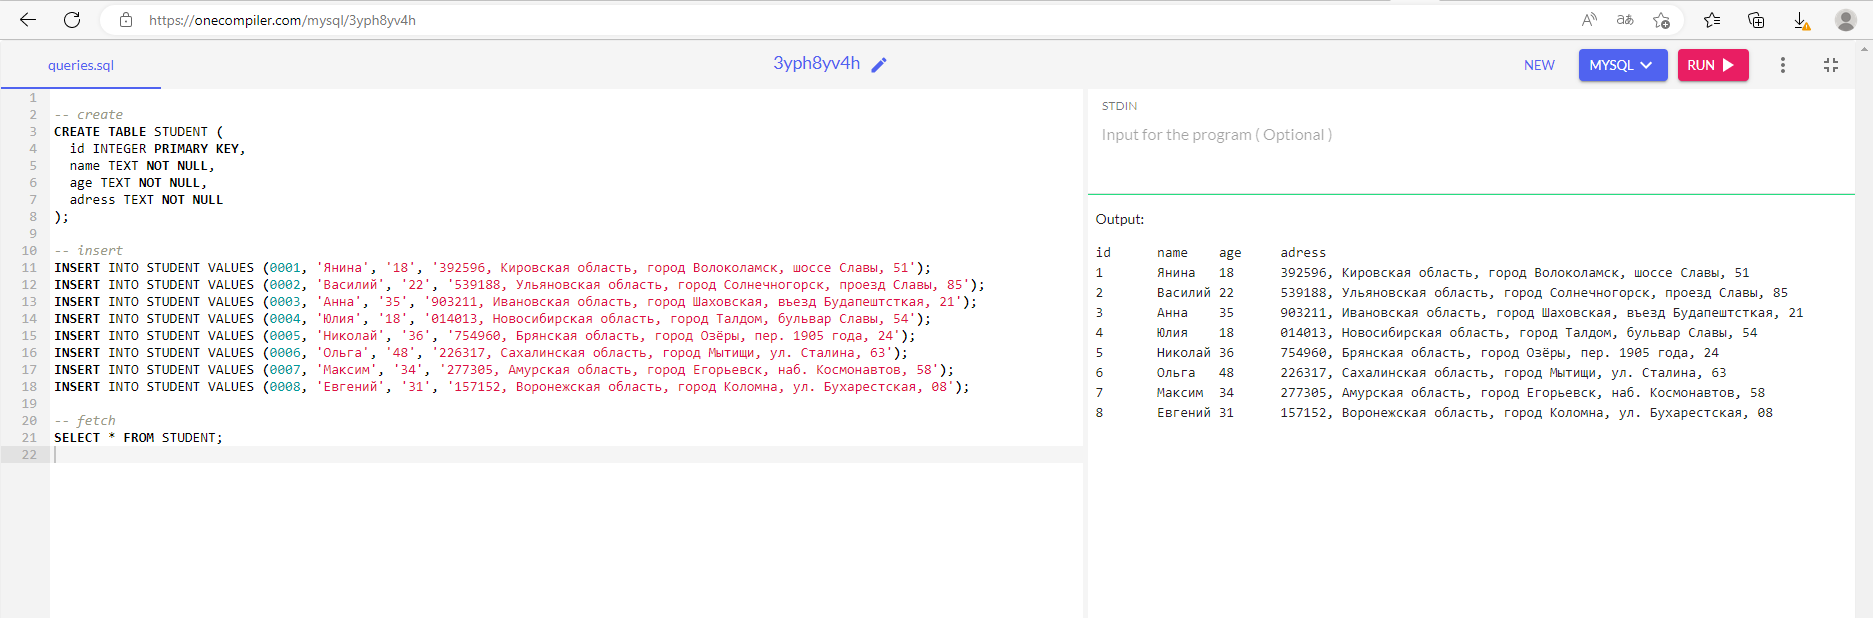 https://onecompiler.com/mysql/3yph8yv4h
queries.sql
3yph8yv4h
NEW
MYSQL
RUN
1
2 -- create
3 CREATE TABLE STUDENT (
4 id INTEGER PRIMARY KEY,
5 name TEXT NOT NULL,
6 age TEXT NOT NULL,
7 adress TEXT NOT NULL
8 );
9
10 -- insert
11 INSERT INTO STUDENT VALUES (0001, 'Янина', '18', '392596, Кировская область, город Волоколамск, шоссе Славы, 51');
12 INSERT INTO STUDENT VALUES (0002, 'Василий', '22', '539188, Ульяновская область, город Солнечногорск, проезд Славы, 85');
13 INSERT INTO STUDENT VALUES (0003, 'Анна', '35', '903211, Ивановская область, город Шаховская, въезд Будапештсткая, 21');
14 INSERT INTO STUDENT VALUES (0004, 'Юлия', '18', '014013, Новосибирская область, город Талдом, бульвар Славы, 54');
15 INSERT INTO STUDENT VALUES (0005, 'Николай', '36', '754960, Брянская область, город Озёры, пер. 1905 года, 24');
16 INSERT INTO STUDENT VALUES (0006, 'Ольга', '48', '226317, Сахалинская область, город Мытищи, ул. Сталина, 63');
17 INSERT INTO STUDENT VALUES (0007, 'Максим', '34', '277305, Амурская область, город Егорьевск, наб. Космонавтов, 58');
18 INSERT INTO STUDENT VALUES (0008, 'Евгений', '31', '157152, Воронежская область, город Коломна, ул. Бухарестская, 08');
19
20 -- fetch
21 SELECT * FROM STUDENT;
22
STDIN
Input for the program ( Optional )
Output:
id name age adress
1 Янина 18 392596, Кировская область, город Волоколамск, шоссе Славы, 51
2 Василий 22 539188, Ульяновская область, город Солнечногорск, проезд Славы, 85
3 Анна 35 903211, Ивановская область, город Шаховская, въезд Будапештсткая, 21
4 Юлия 18 014013, Новосибирская область, город Талдом, бульвар Славы, 54
5 Николай 36 754960, Брянская область, город Озёры, пер. 1905 года, 24
6 Ольга 48 226317, Сахалинская область, город Мытищи, ул. Сталина, 63
7 Максим 34 277305, Амурская область, город Егорьевск, наб. Космонавтов, 58
8 Евгений 31 157152, Воронежская область, город Коломна, ул. Бухарестская, 08